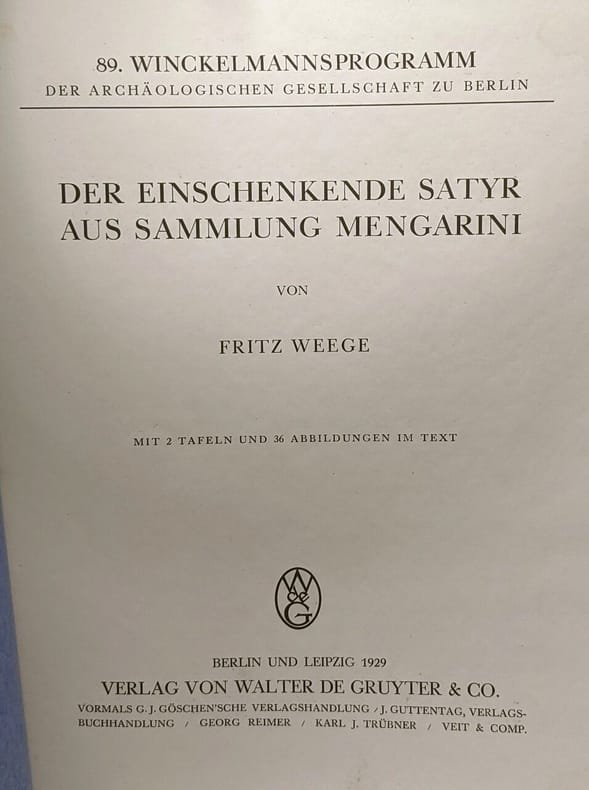 89. WINCKELMANNSPROGRAMM
DER ARCHÄOLOGISCHEN GESELLSCHAFT ZU BERLIN
DER EINSCHENKENDE SATYR
AUS SAMMLUNG MENGARINI
VON
FRITZ WEEGE
MIT 2 TAFELN UND 36 ABBILDUNGEN IM TEXT
W
de
G
BERLIN UND LEIPZIG 1929
VERLAG VON WALTER DE GRUYTER & CO.
VORMALS G. J. GÖSCHEN'SCHE VERLAGSHANDLUNG / J. GUTTENTAG, VERLAGS-
BUCHHANDLUNG / GEORG REIMER / KARL J. TRÜBNER / VEIT & COMP.